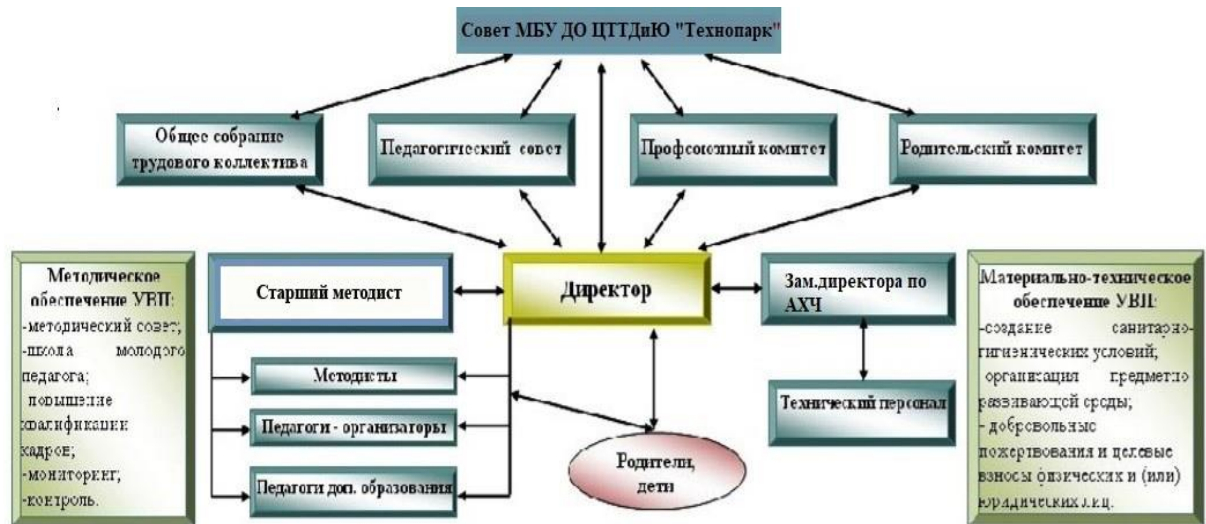 Совет МБУ ДО ЦТТДиЮ "Технопарк"
Общее собрание
трудового коллектива
Педагогический совет
Профсоюзный комитет
Родительский комитет
Методическое
обеспечение УВП:
-методический совет;
-школа молодого
педагога;
-повышение
квалификации
кадров;
-мониторинг;
-контроль.
Старший методист
Директор
Зам.директора по
АХЧ
Методисты
Педагоги - организаторы
Педагоги доп. образования
Родители,
дети
Технический персонал
Материально-техническое
обеспечение УВП:
-создание санитарно-
гигиенических условий;
-организация предметно
развивающей среды;
- добровольные
пожертвования и целевые
взносы физических и (или)
юридических лиц.